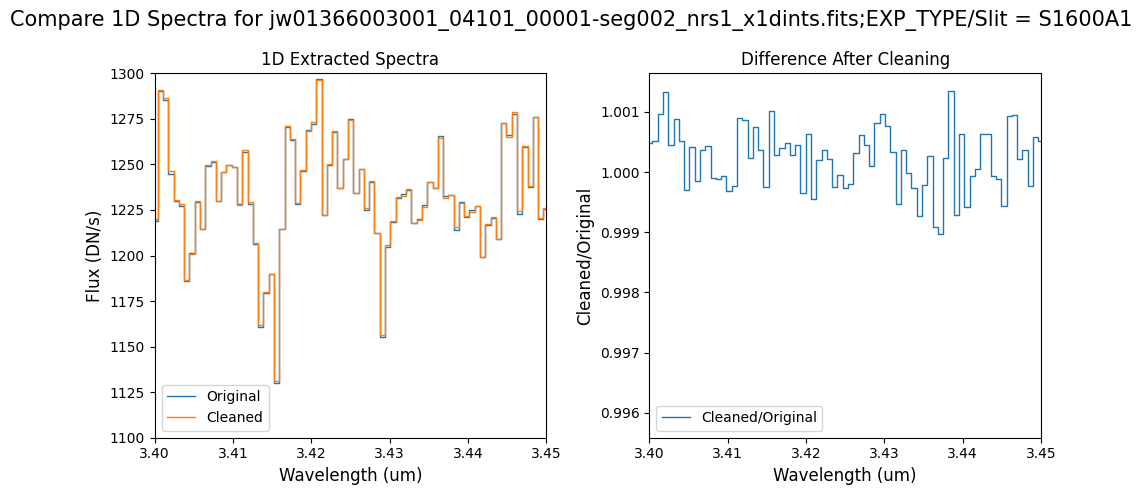 Compare 1D Spectra for jw01366003001_04101_00001-seg002_nrs1_x1dints.fits;EXP_TYPE/Slit = S1600A1
1D Extracted Spectra
Flux (DN/s)
1300
1275
1250
1225
1200
1175
1150
1125
1100
Original
Cleaned
3.40 3.41 3.42 3.43 3.44 3.45
Wavelength (um)
Difference After Cleaning
Cleaned/Original
1.001
1.000
0.999
0.998
0.997
0.996
Cleaned/Original
3.40 3.41 3.42 3.43 3.44 3.45
Wavelength (um)